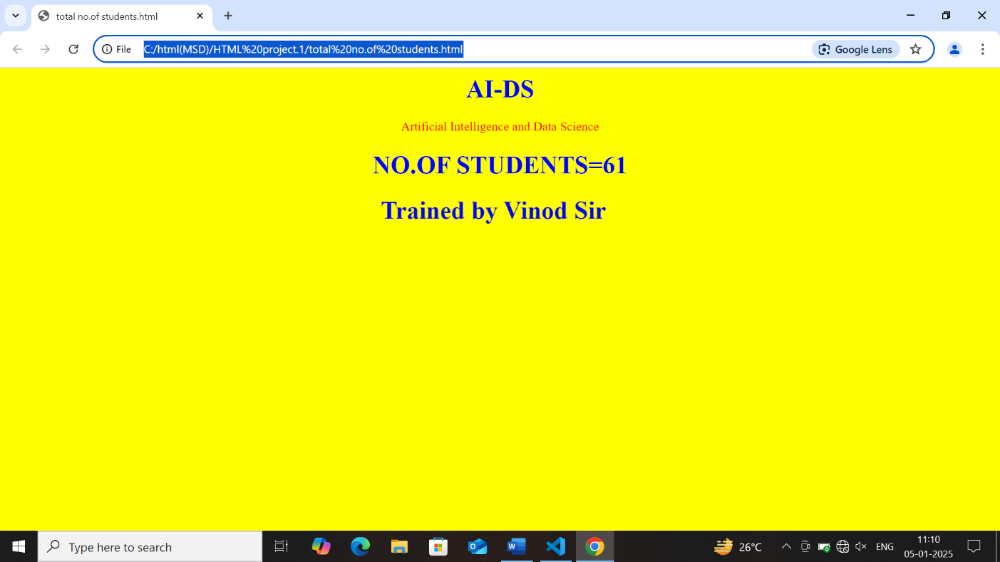 total no.of students.html
File
C:/html(MSD)/HTML%20project.1/total%20no.of%20students.html
Google Lens
AI-DS
Artificial Intelligence and Data Science
NO.OF STUDENTS=61
Trained by Vinod Sir
Type here to search
26°C
ENG
11:10
05-01-2025